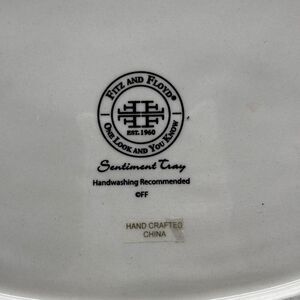 FITZ AND FLOYD®
EST. 1960
ONE LOOK AND YOU KNOW
Sentiment Tray
Handwashing Recommended
©FF
HAND CRAFTED
CHINA